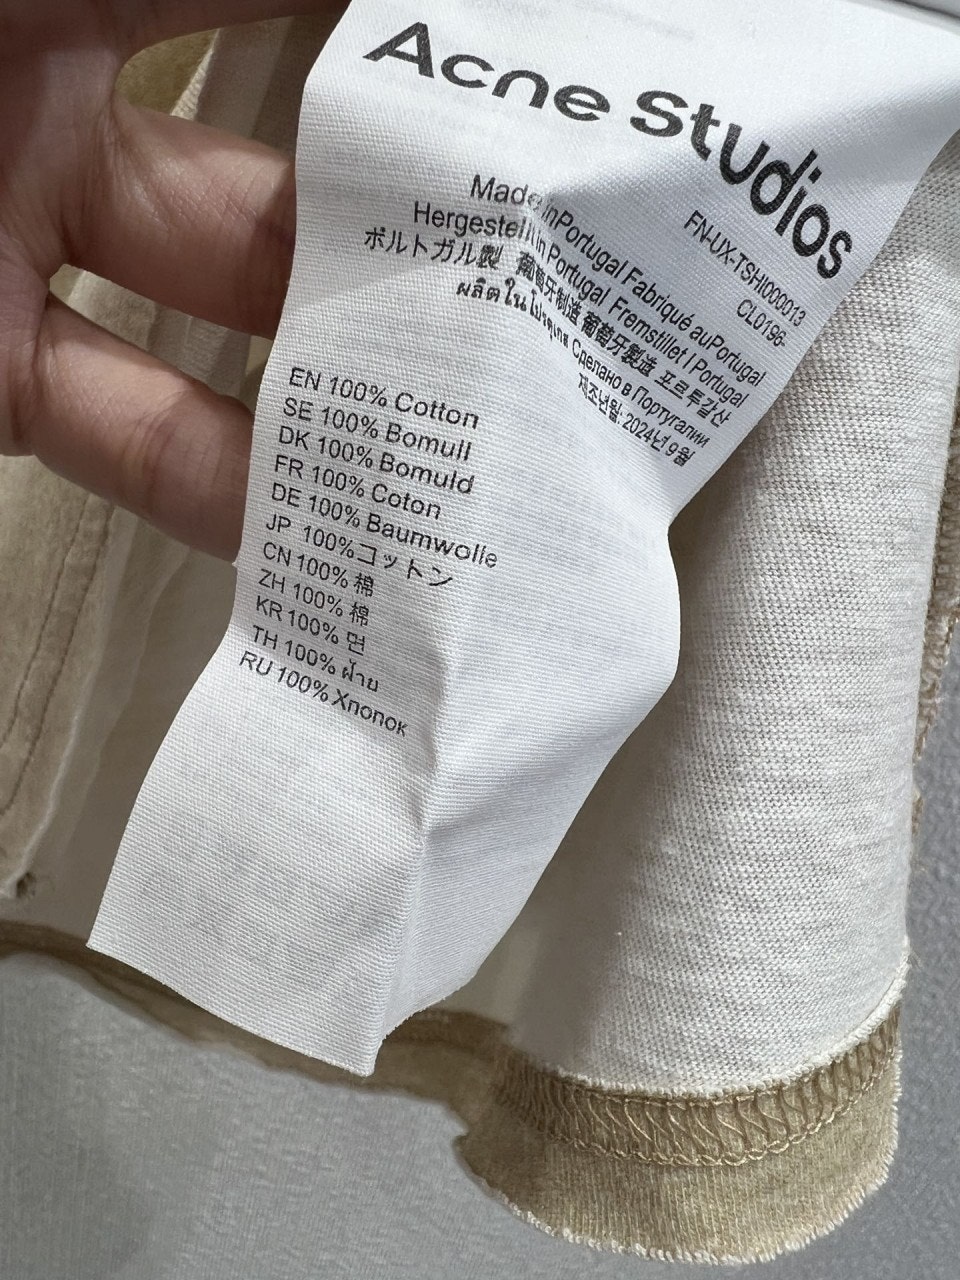 Acne Studios
FN-UX-TSHI000013
CL0196-
Made in Portugal Fabriqué au Portugal
Hergestellt in Portugal Fremstillet I Portugal
ポルトガル製 葡萄牙制造 葡萄牙製造 포르투갈산
ผลิตในโปรตุเกส Сделано в Португалии
제조년월: 2024년 9월
EN 100% Cotton
SE 100% Bomull
DK 100% Bomuld
FR 100% Coton
DE 100% Baumwolle
JP 100%コットン
CN 100% 棉
ZH 100% 棉
KR 100% 면
TH 100% ฝ้าย
RU 100% Хлопок